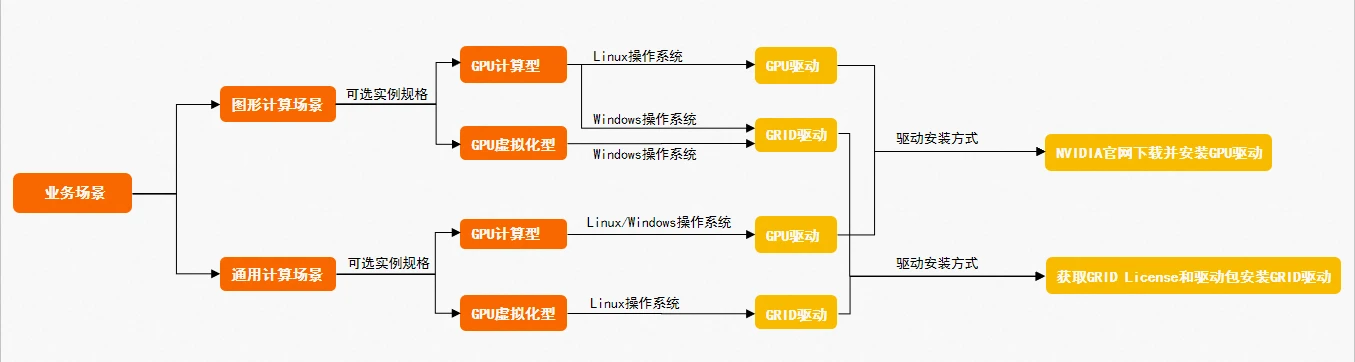 业务场景
图形计算场景
可选实例规格
GPU计算型
Linux操作系统
GPU驱动
Windows操作系统
GRID驱动
GPU虚拟化型
Windows操作系统
驱动安装方式
NVIDIA官网下载并安装GPU驱动
通用计算场景
可选实例规格
GPU计算型
Linux/Windows操作系统
GPU驱动
GPU虚拟化型
Linux操作系统
GRID驱动
驱动安装方式
获取GRID License和驱动包安装GRID驱动